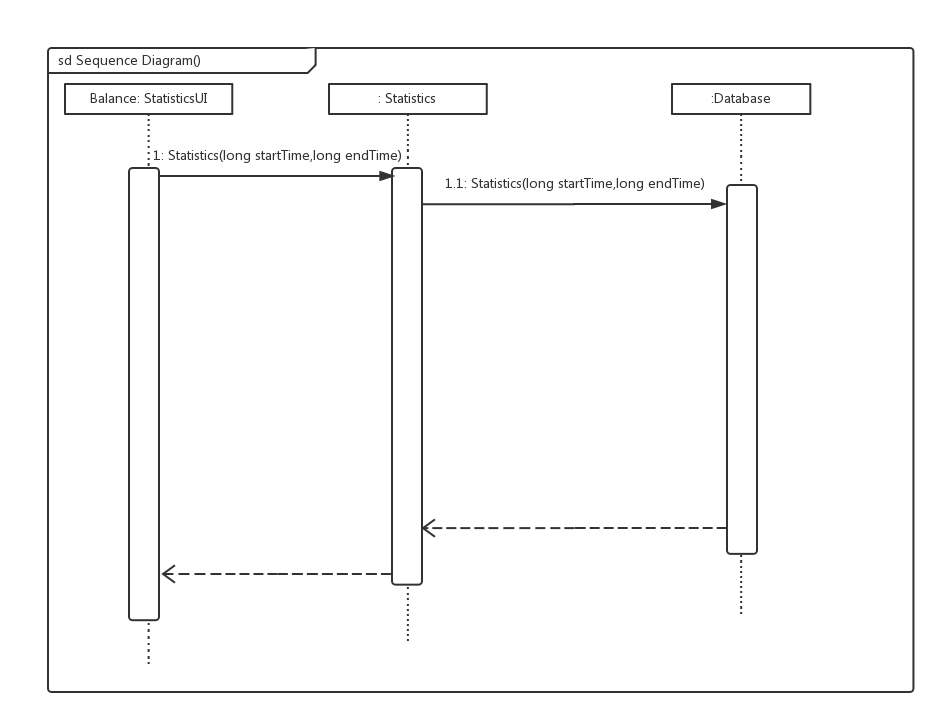 sd Sequence Diagram()
Balance: StatisticsUI
: Statistics
:Database
1: Statistics(long startTime,long endTime)
1.1: Statistics(long startTime,long endTime)